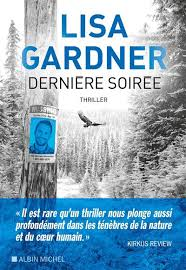 LISA
GARDNER
DERNIÈRE SOIRÉE
THRILLER
« Il est rare qu'un thriller nous plonge aussi
profondément dans les ténèbres de la nature
et du cœur humain. »
KIRKUS REVIEW
ALBIN MICHEL